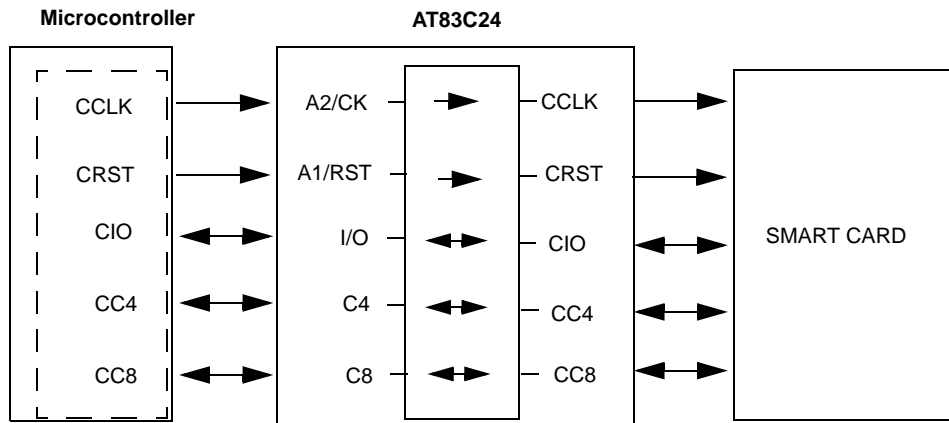 Microcontroller
AT83C24
CCLK A2/CK CCLK
CRST A1/RST CRST
CIO I/O CIO SMART CARD
CC4 C4 CC4
CC8 C8 CC8